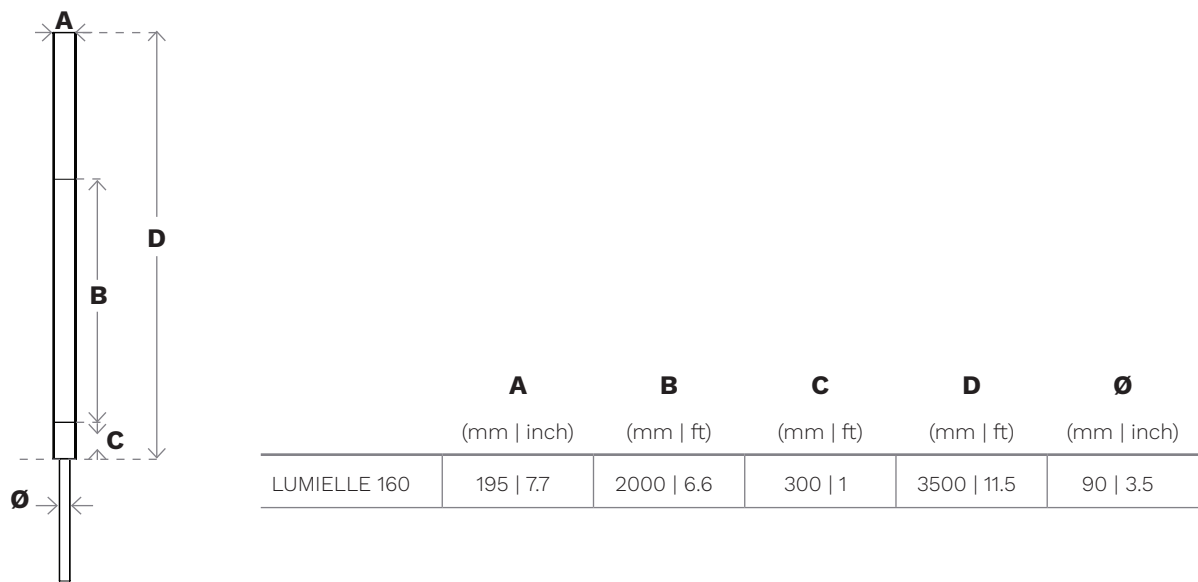 A
D
B
C
Ø
A B C D Ø
(mm | inch) (mm | ft) (mm | ft) (mm | ft) (mm | inch)
LUMIELLE 160 195 | 7.7 2000 | 6.6 300 | 1 3500 | 11.5 90 | 3.5